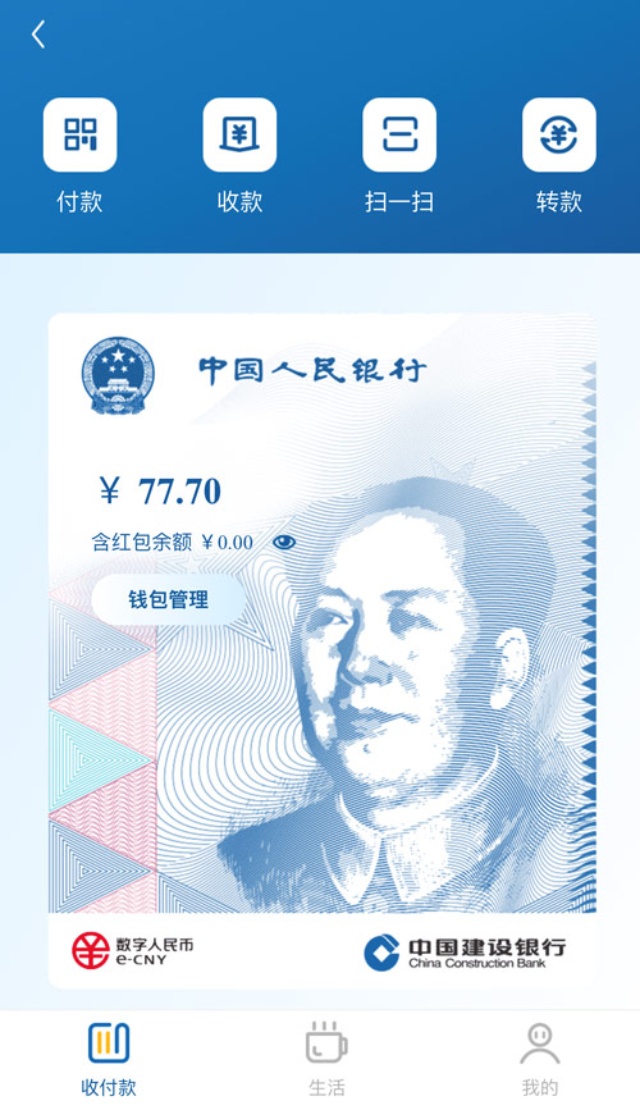 付款
收款
扫一扫
转款
中国人民银行
¥ 77.70
含红包余额 ¥0.00
钱包管理
数字人民币
e-CNY
中国建设银行
China Construction Bank
收付款
生活
我的